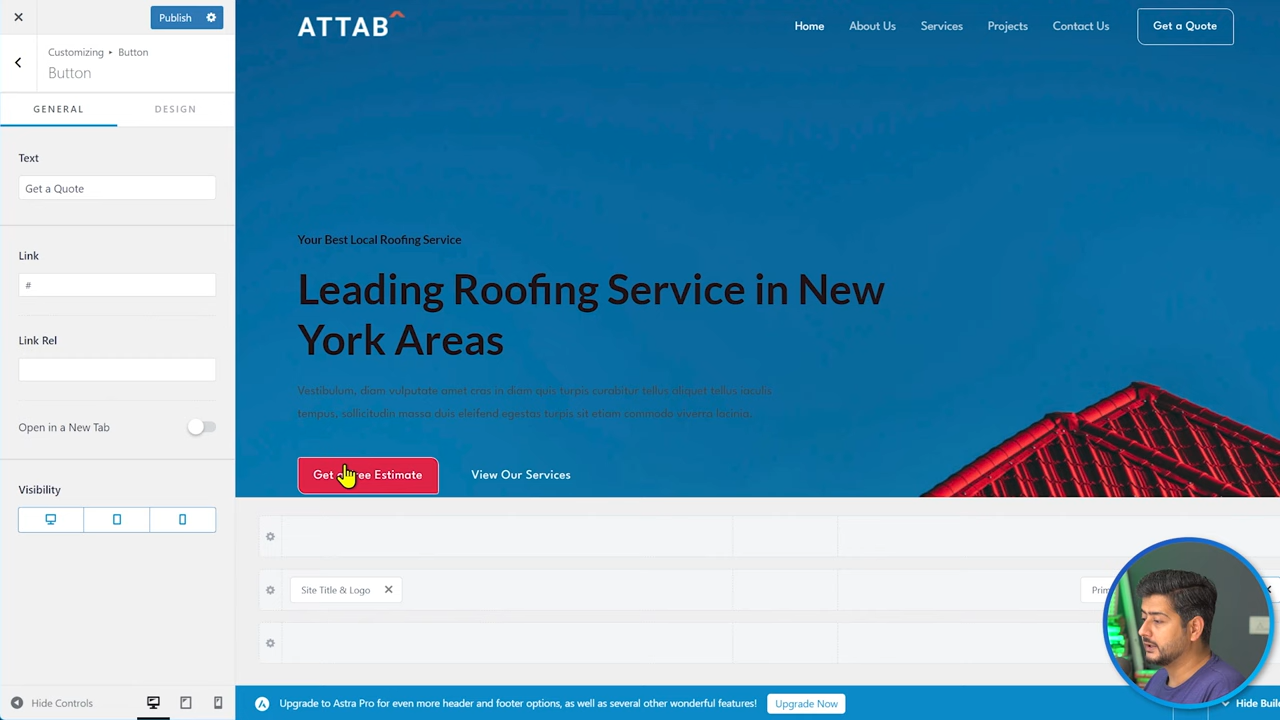 Publish
Customizing ▸ Button
Button
GENERAL
DESIGN
Text
Get a Quote
Link
#
Link Rel
Open in a New Tab
Visibility
Hide Controls
ATTAB
Home
About Us
Services
Projects
Contact Us
Get a Quote
Your Best Local Roofing Service
Leading Roofing Service in New
York Areas
Vestibulum, diam vulputate amet cras in diam quis turpis curabitur tellus aliquet tellus iaculis
tempus, sollicitudin massa duis eleifend egestas turpis sit etiam commodo viverra lacinia.
Get Estimate
View Our Services
Site Title & Logo
Upgrade to Astra Pro for even more header and footer options, as well as several other wonderful features!
Upgrade Now
Hide